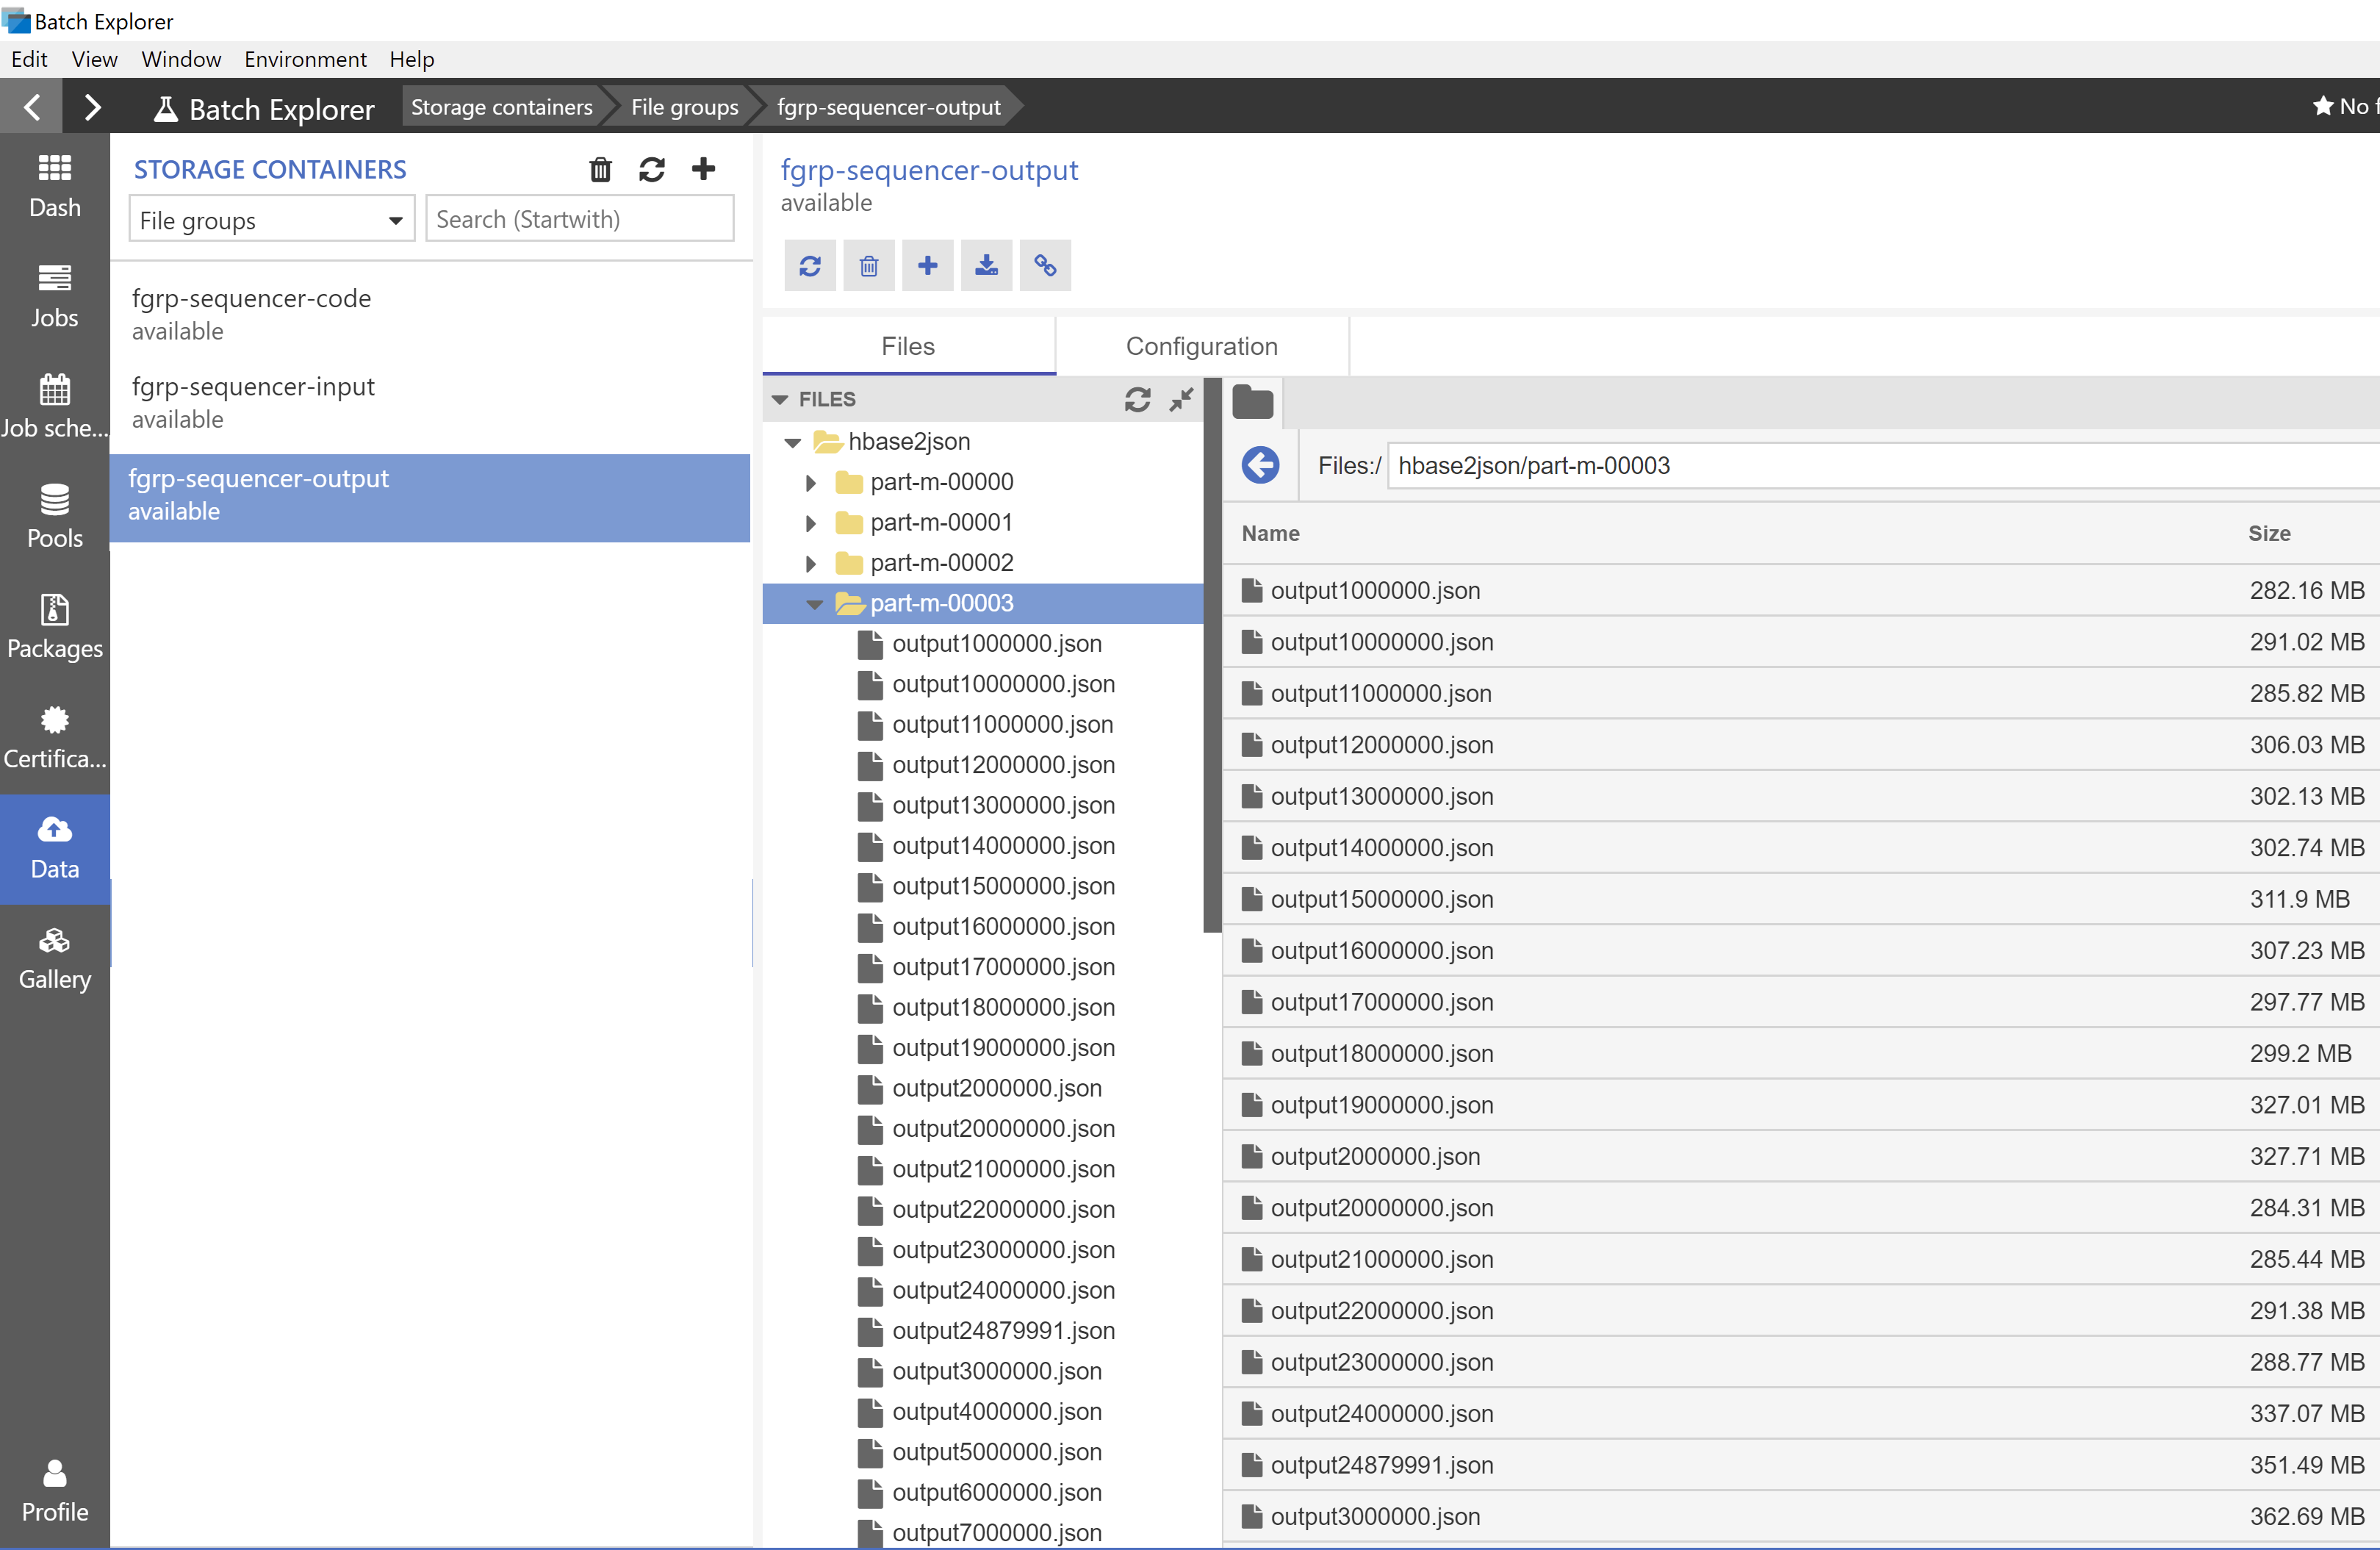 Batch Explorer
Edit View Window Environment Help
Batch Explorer Storage containers File groups fgrp-sequencer-output No
Dash
Jobs
Job sche...
Pools
Packages
Certifica...
Data
Gallery
Profile
STORAGE CONTAINERS
File groups Search (Startwith)
fgrp-sequencer-code
available
fgrp-sequencer-input
available
fgrp-sequencer-output
available
fgrp-sequencer-output
available
Files Configuration
FILES
hbase2json
part-m-00000
part-m-00001
part-m-00002
part-m-00003
output1000000.json
output10000000.json
output11000000.json
output12000000.json
output13000000.json
output14000000.json
output15000000.json
output16000000.json
output17000000.json
output18000000.json
output19000000.json
output2000000.json
output20000000.json
output21000000.json
output22000000.json
output23000000.json
output24000000.json
output24879991.json
output3000000.json
output4000000.json
output5000000.json
output6000000.json
output7000000.json
Files:/ hbase2json/part-m-00003
Name Size
output1000000.json 282.16 MB
output10000000.json 291.02 MB
output11000000.json 285.82 MB
output12000000.json 306.03 MB
output13000000.json 302.13 MB
output14000000.json 302.74 MB
output15000000.json 311.9 MB
output16000000.json 307.23 MB
output17000000.json 297.77 MB
output18000000.json 299.2 MB
output19000000.json 327.01 MB
output2000000.json 327.71 MB
output20000000.json 284.31 MB
output21000000.json 285.44 MB
output22000000.json 291.38 MB
output23000000.json 288.77 MB
output24000000.json 337.07 MB
output24879991.json 351.49 MB
output3000000.json 362.69 MB